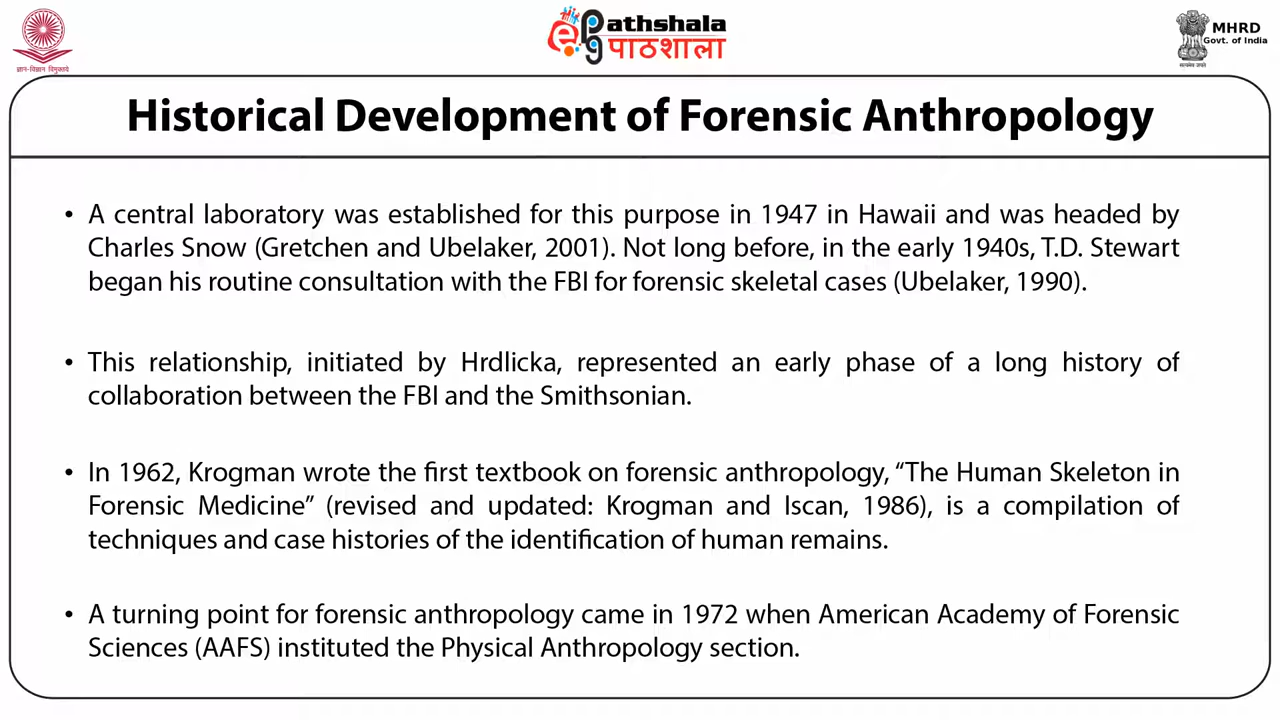 ज्ञान-विज्ञान विमुक्तये
ePathshala
पाठशाला
MHRD
Govt. of India
सत्यमेव जयते
Historical Development of Forensic Anthropology
• A central laboratory was established for this purpose in 1947 in Hawaii and was headed by
Charles Snow (Gretchen and Ubelaker, 2001). Not long before, in the early 1940s, T.D. Stewart
began his routine consultation with the FBI for forensic skeletal cases (Ubelaker, 1990).
• This relationship, initiated by Hrdlicka, represented an early phase of a long history of
collaboration between the FBI and the Smithsonian.
• In 1962, Krogman wrote the first textbook on forensic anthropology, “The Human Skeleton in
Forensic Medicine” (revised and updated: Krogman and Iscan, 1986), is a compilation of
techniques and case histories of the identification of human remains.
• A turning point for forensic anthropology came in 1972 when American Academy of Forensic
Sciences (AAFS) instituted the Physical Anthropology section.